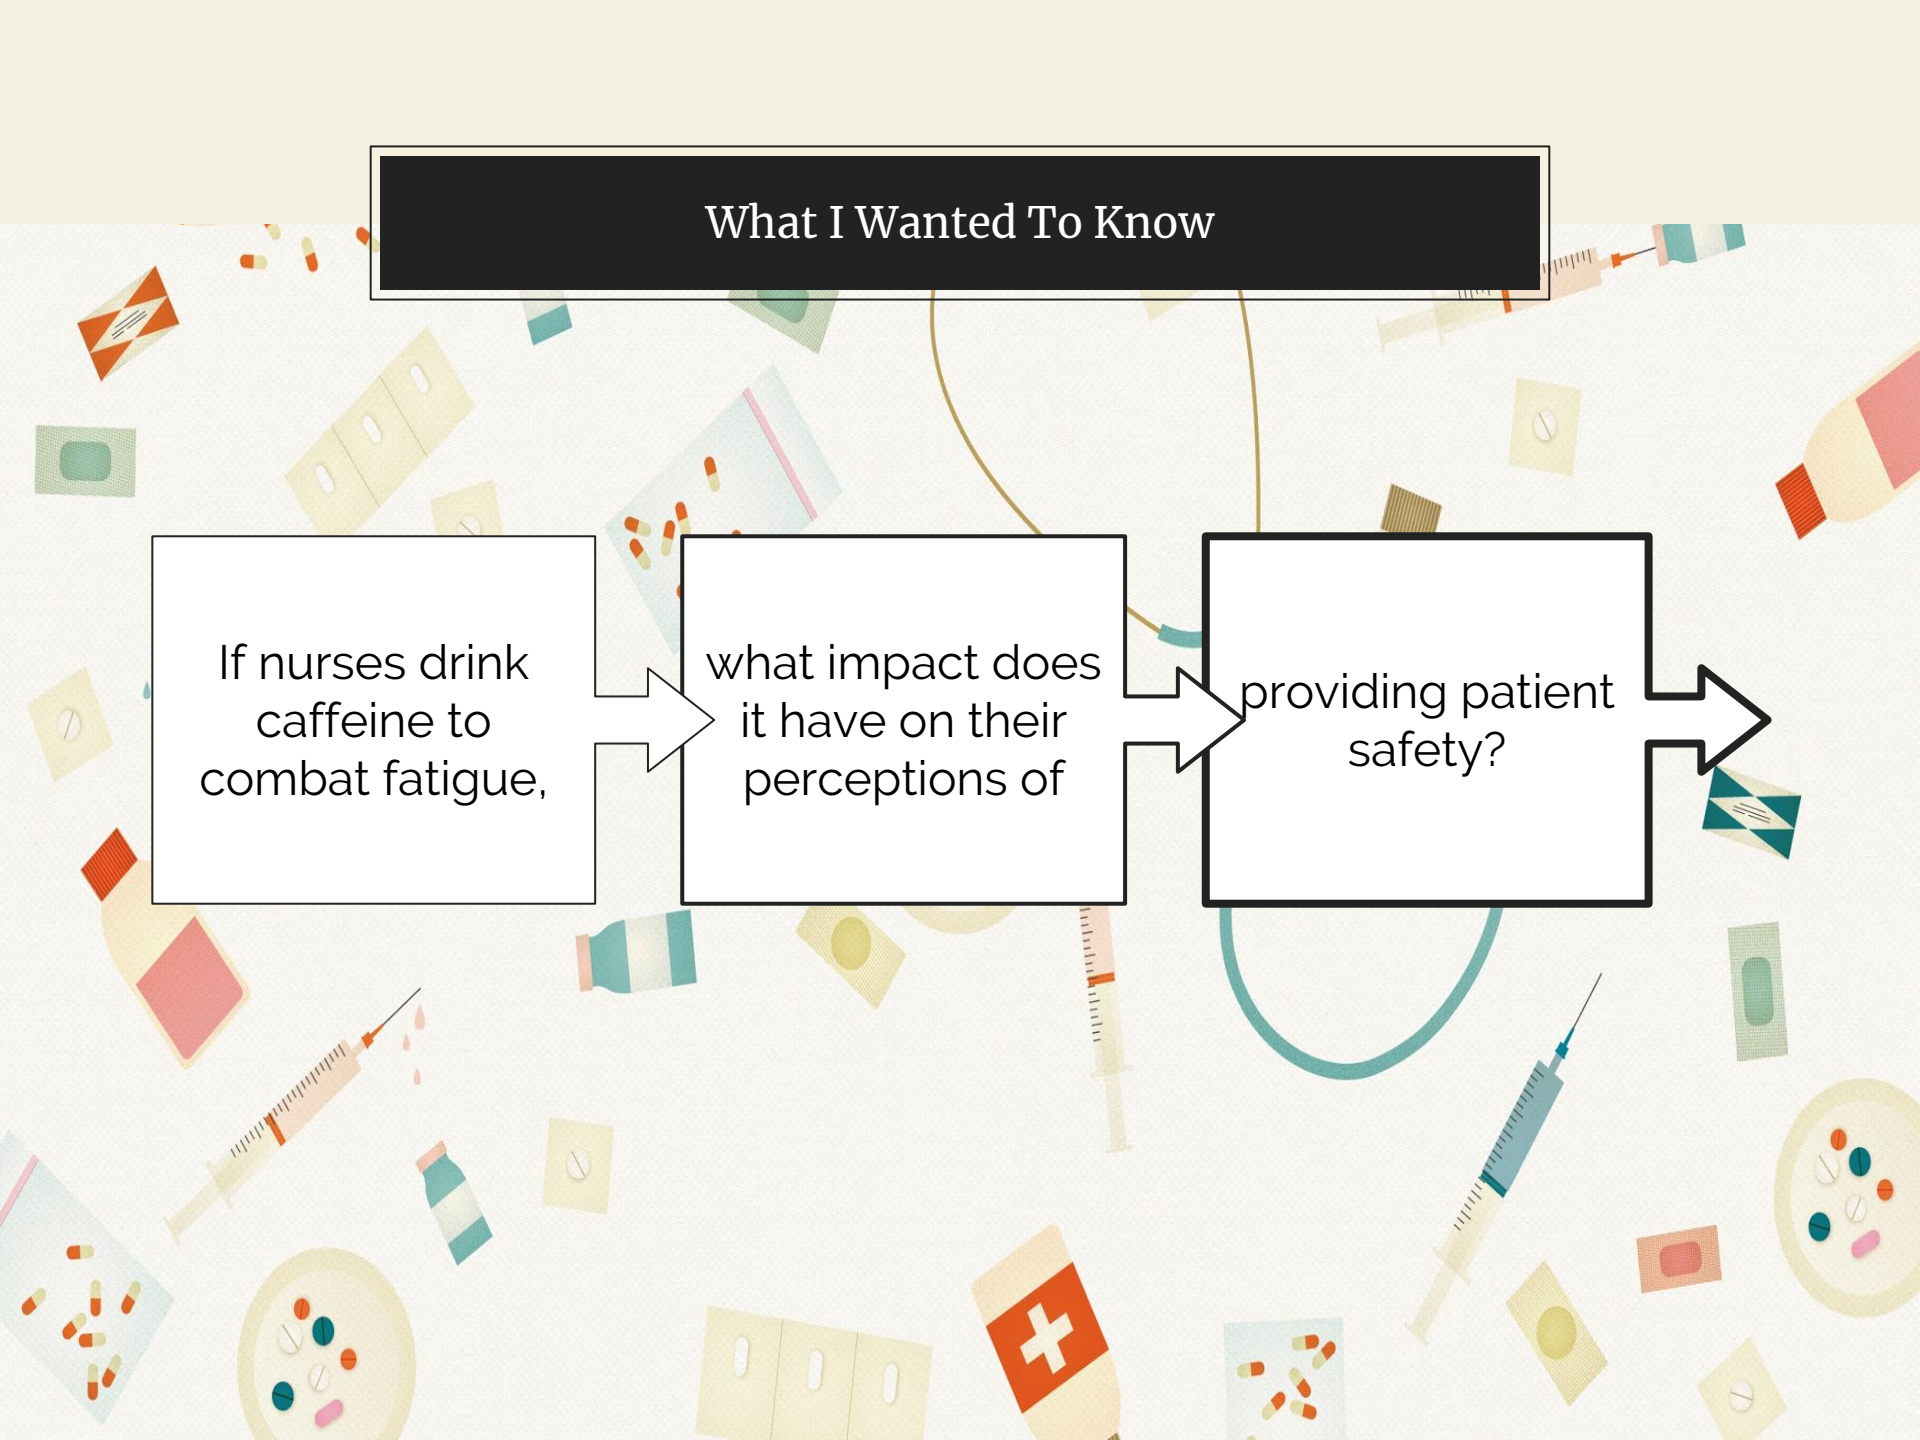 What I Wanted To Know
If nurses drink
caffeine to
combat fatigue,
what impact does
it have on their
perceptions of
providing patient
safety?